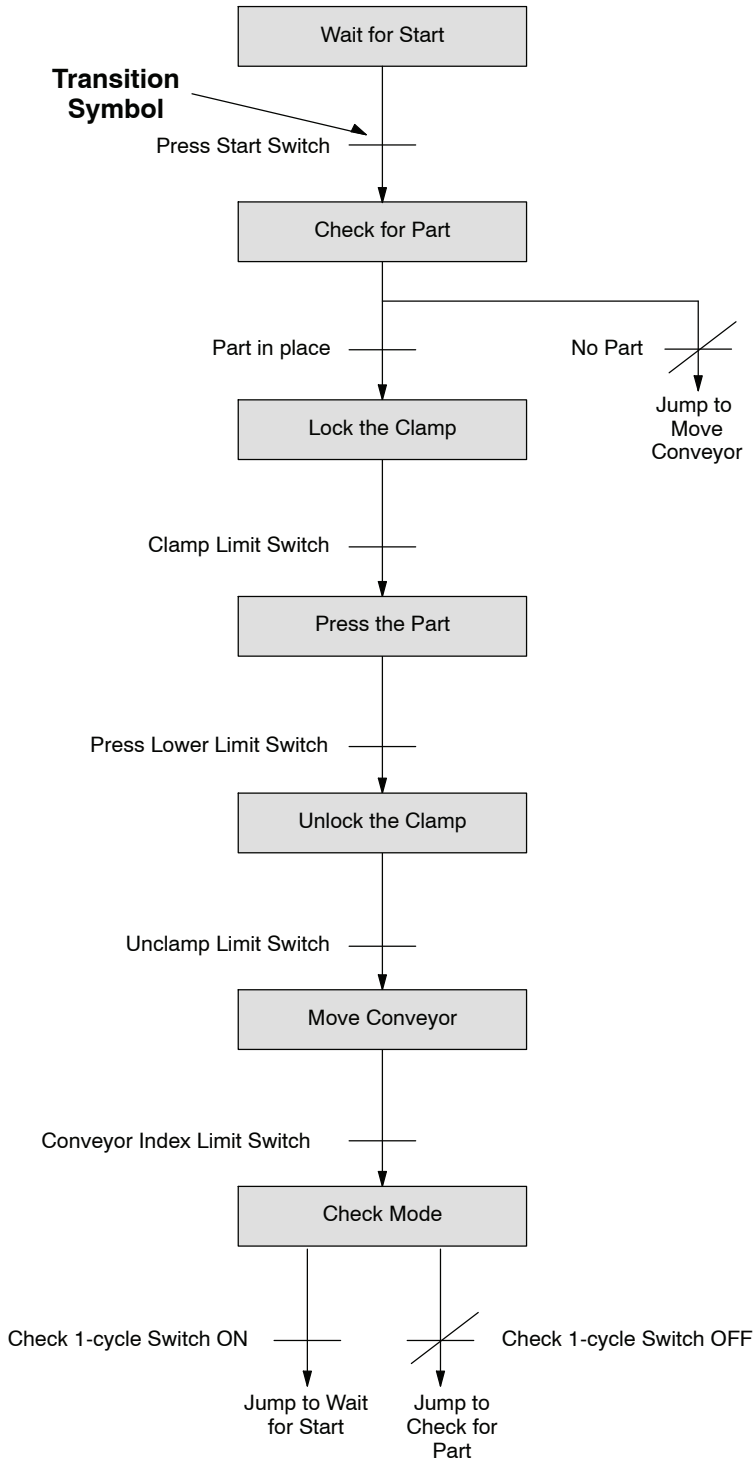 Wait for Start
Transition
Symbol
Press Start Switch
Check for Part
Part in place
No Part
Jump to
Move
Conveyor
Lock the Clamp
Clamp Limit Switch
Press the Part
Press Lower Limit Switch
Unlock the Clamp
Unclamp Limit Switch
Move Conveyor
Conveyor Index Limit Switch
Check Mode
Check 1-cycle Switch ON
Check 1-cycle Switch OFF
Jump to Wait
for Start
Jump to
Check for
Part